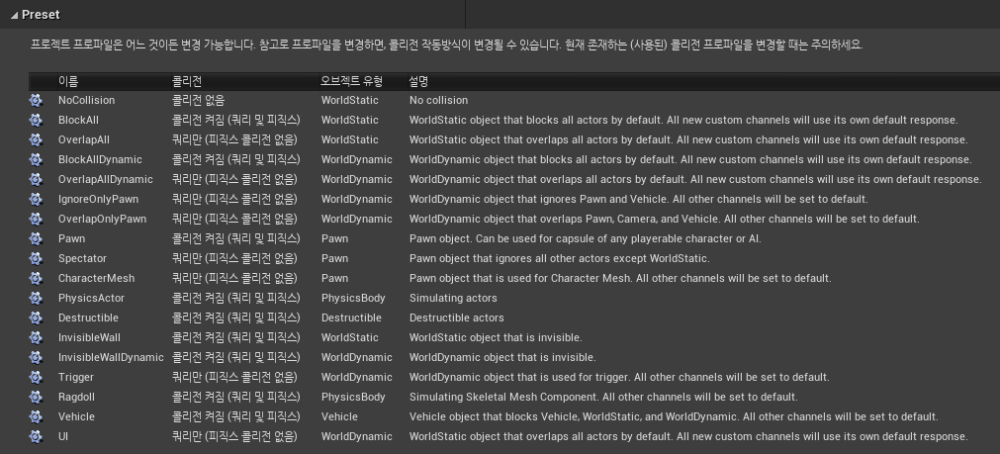 Preset
프로젝트 프로파일은 어느 것이든 변경 가능합니다. 참고로 프로파일을 변경하면, 콜리전 작동방식이 변경될 수 있습니다. 현재 존재하는 (사용된) 콜리전 프로파일을 변경할 때는 주의하세요.
이름 콜리전 오브젝트 유형 설명
NoCollision 콜리전 없음 WorldStatic No collision
BlockAll 콜리전 켜짐 (쿼리 및 피직스) WorldStatic WorldStatic object that blocks all actors by default. All new custom channels will use its own default response.
OverlapAll 쿼리만 (피직스 콜리전 없음) WorldStatic WorldStatic object that overlaps all actors by default. All new custom channels will use its own default response.
BlockAllDynamic 콜리전 켜짐 (쿼리 및 피직스) WorldDynamic WorldDynamic object that blocks all actors by default. All new custom channels will use its own default response.
OverlapAllDynamic 쿼리만 (피직스 콜리전 없음) WorldDynamic WorldDynamic object that overlaps all actors by default. All new custom channels will use its own default response.
IgnoreOnlyPawn 쿼리만 (피직스 콜리전 없음) WorldDynamic WorldDynamic object that ignores Pawn and Vehicle. All other channels will be set to default.
OverlapOnlyPawn 쿼리만 (피직스 콜리전 없음) WorldDynamic WorldDynamic object that overlaps Pawn, Camera, and Vehicle. All other channels will be set to default.
Pawn 콜리전 켜짐 (쿼리 및 피직스) Pawn Pawn object. Can be used for capsule of any playerable character or AI.
Spectator 쿼리만 (피직스 콜리전 없음) Pawn Pawn object that ignores all other actors except WorldStatic.
CharacterMesh 쿼리만 (피직스 콜리전 없음) Pawn Pawn object that is used for Character Mesh. All other channels will be set to default.
PhysicsActor 콜리전 켜짐 (쿼리 및 피직스) PhysicsBody Simulating actors
Destructible 콜리전 켜짐 (쿼리 및 피직스) Destructible Destructible actors
InvisibleWall 콜리전 켜짐 (쿼리 및 피직스) WorldStatic WorldStatic object that is invisible.
InvisibleWallDynamic 콜리전 켜짐 (쿼리 및 피직스) WorldDynamic WorldDynamic object that is invisible.
Trigger 쿼리만 (피직스 콜리전 없음) WorldDynamic WorldDynamic object that is used for trigger. All other channels will be set to default.
Ragdoll 콜리전 켜짐 (쿼리 및 피직스) PhysicsBody Simulating Skeletal Mesh Component. All other channels will be set to default.
Vehicle 콜리전 켜짐 (쿼리 및 피직스) Vehicle Vehicle object that blocks Vehicle, WorldStatic, and WorldDynamic. All other channels will be set to default.
UI 쿼리만 (피직스 콜리전 없음) WorldDynamic WorldStatic object that overlaps all actors by default. All new custom channels will use its own default response.